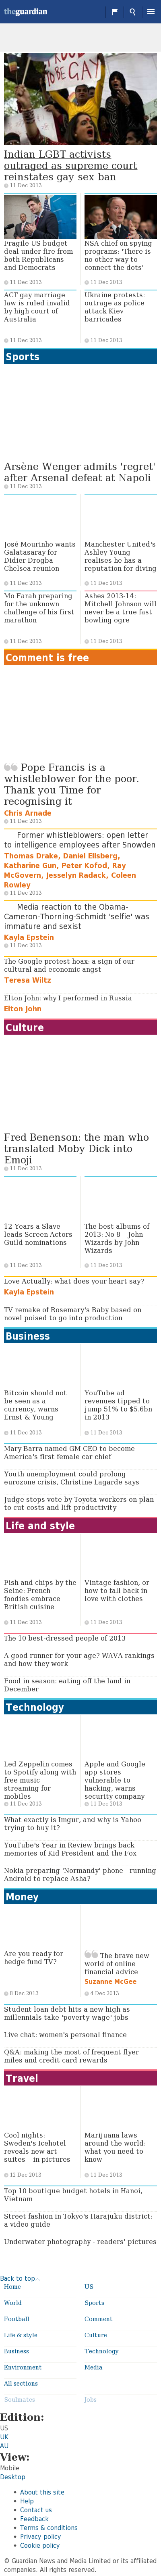 theguardian
RY TO BE GAY
Indian LGBT activists
outraged as supreme court
reinstates gay sex ban
11 Dec 2013
Fragile US budget
deal under fire from
both Republicans
and Democrats
11 Dec 2013
NSA chief on spying
programs: 'There is
no other way to
connect the dots'
11 Dec 2013
ACT gay marriage
law is ruled invalid
by high court of
Australia
11 Dec 2013
Ukraine protests:
outrage as police
attack Kiev
barricades
11 Dec 2013
Sports
Arsène Wenger admits 'regret'
after Arsenal defeat at Napoli
11 Dec 2013
José Mourinho wants
Galatasaray for
Didier Drogba-
Chelsea reunion
11 Dec 2013
Manchester United's
Ashley Young
realises he has a
reputation for diving
11 Dec 2013
Mo Farah preparing
for the unknown
challenge of his first
marathon
11 Dec 2013
Ashes 2013-14:
Mitchell Johnson will
never be a true fast
bowling ogre
11 Dec 2013
Comment is free
Pope Francis is a
whistleblower for the poor.
Thank you Time for
recognising it
Chris Arnade
11 Dec 2013
Former whistleblowers: open letter
to intelligence employees after Snowden
Thomas Drake, Daniel Ellsberg,
Katharine Gun, Peter Kofod, Ray
McGovern, Jesselyn Radack, Coleen
Rowley
11 Dec 2013
Media reaction to the Obama-
Cameron-Thorning-Schmidt 'selfie' was
immature and sexist
Kayla Epstein
11 Dec 2013
The Google protest hoax: a sign of our
cultural and economic angst
Teresa Wiltz
Elton John: why I performed in Russia
Elton John
Culture
Fred Benenson: the man who
translated Moby Dick into
Emoji
11 Dec 2013
12 Years a Slave
leads Screen Actors
Guild nominations
11 Dec 2013
The best albums of
2013: No 8 – John
Wizards by John
Wizards
11 Dec 2013
Love Actually: what does your heart say?
Kayla Epstein
TV remake of Rosemary's Baby based on
novel poised to go into production
Business
Bitcoin should not
be seen as a
currency, warns
Ernst & Young
11 Dec 2013
YouTube ad
revenues tipped to
jump 51% to $5.6bn
in 2013
11 Dec 2013
Mary Barra named GM CEO to become
America's first female car chief
Youth unemployment could prolong
eurozone crisis, Christine Lagarde says
Judge stops vote by Toyota workers on plan
to cut costs and lift productivity
Life and style
Fish and chips by the
Seine: French
foodies embrace
British cuisine
11 Dec 2013
Vintage fashion, or
how to fall back in
love with clothes
11 Dec 2013
The 10 best-dressed people of 2013
A good runner for your age? WAVA rankings
and how they work
Food in season: eating off the land in
December
Technology
Led Zeppelin comes
to Spotify along with
free music
streaming for
mobiles
11 Dec 2013
Apple and Google
app stores
vulnerable to
hacking, warns
security company
11 Dec 2013
What exactly is Imgur, and why is Yahoo
trying to buy it?
YouTube's Year in Review brings back
memories of Kid President and the Fox
Nokia preparing 'Normandy' phone - running
Android to replace Asha?
Money
Are you ready for
hedge fund TV?
8 Dec 2013
The brave new
world of online
financial advice
Suzanne McGee
4 Dec 2013
Student loan debt hits a new high as
millennials take 'poverty wage' jobs
Live chat: women's personal finance
Q&A: making the most of frequent flyer
miles and credit card rewards
Travel
Cool nights:
Sweden's Icehotel
reveals new art
suites – in pictures
12 Dec 2013
Marijuana laws
around the world:
what you need to
know
11 Dec 2013
Top 10 boutique budget hotels in Hanoi,
Vietnam
Street fashion in Tokyo's Harajuku district:
a video guide
Underwater photography - readers' pictures
Back to top
Home
US
World
Sports
Football
Comment
Life & style
Culture
Business
Technology
Environment
Media
All sections
Soulmates
Jobs
Edition:
US
UK
AU
View:
Mobile
Desktop
About this site
Help
Contact us
Feedback
Terms & conditions
Privacy policy
Cookie policy
© Guardian News and Media Limited or its affiliated
companies. All rights reserved.